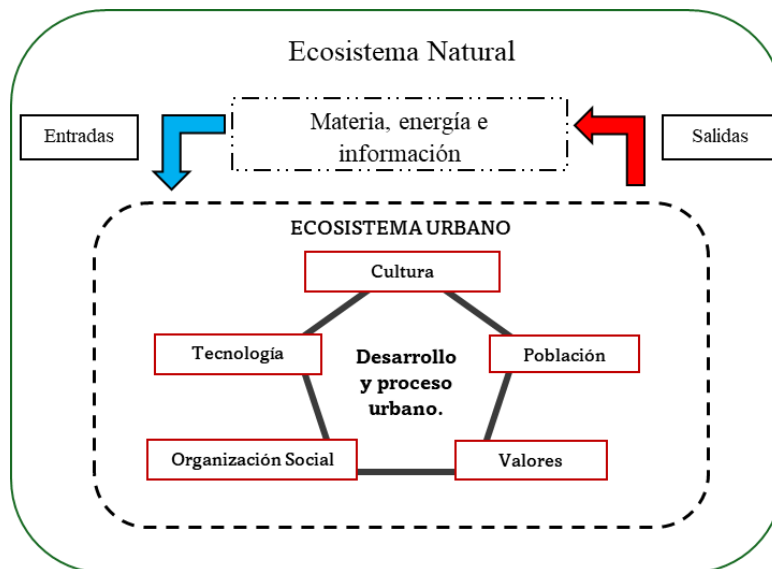 Ecosistema Natural
Entradas
Materia, energía e
información
Salidas
ECOSISTEMA URBANO
Cultura
Tecnología
Desarrollo
y proceso
urbano.
Población
Organización Social
Valores